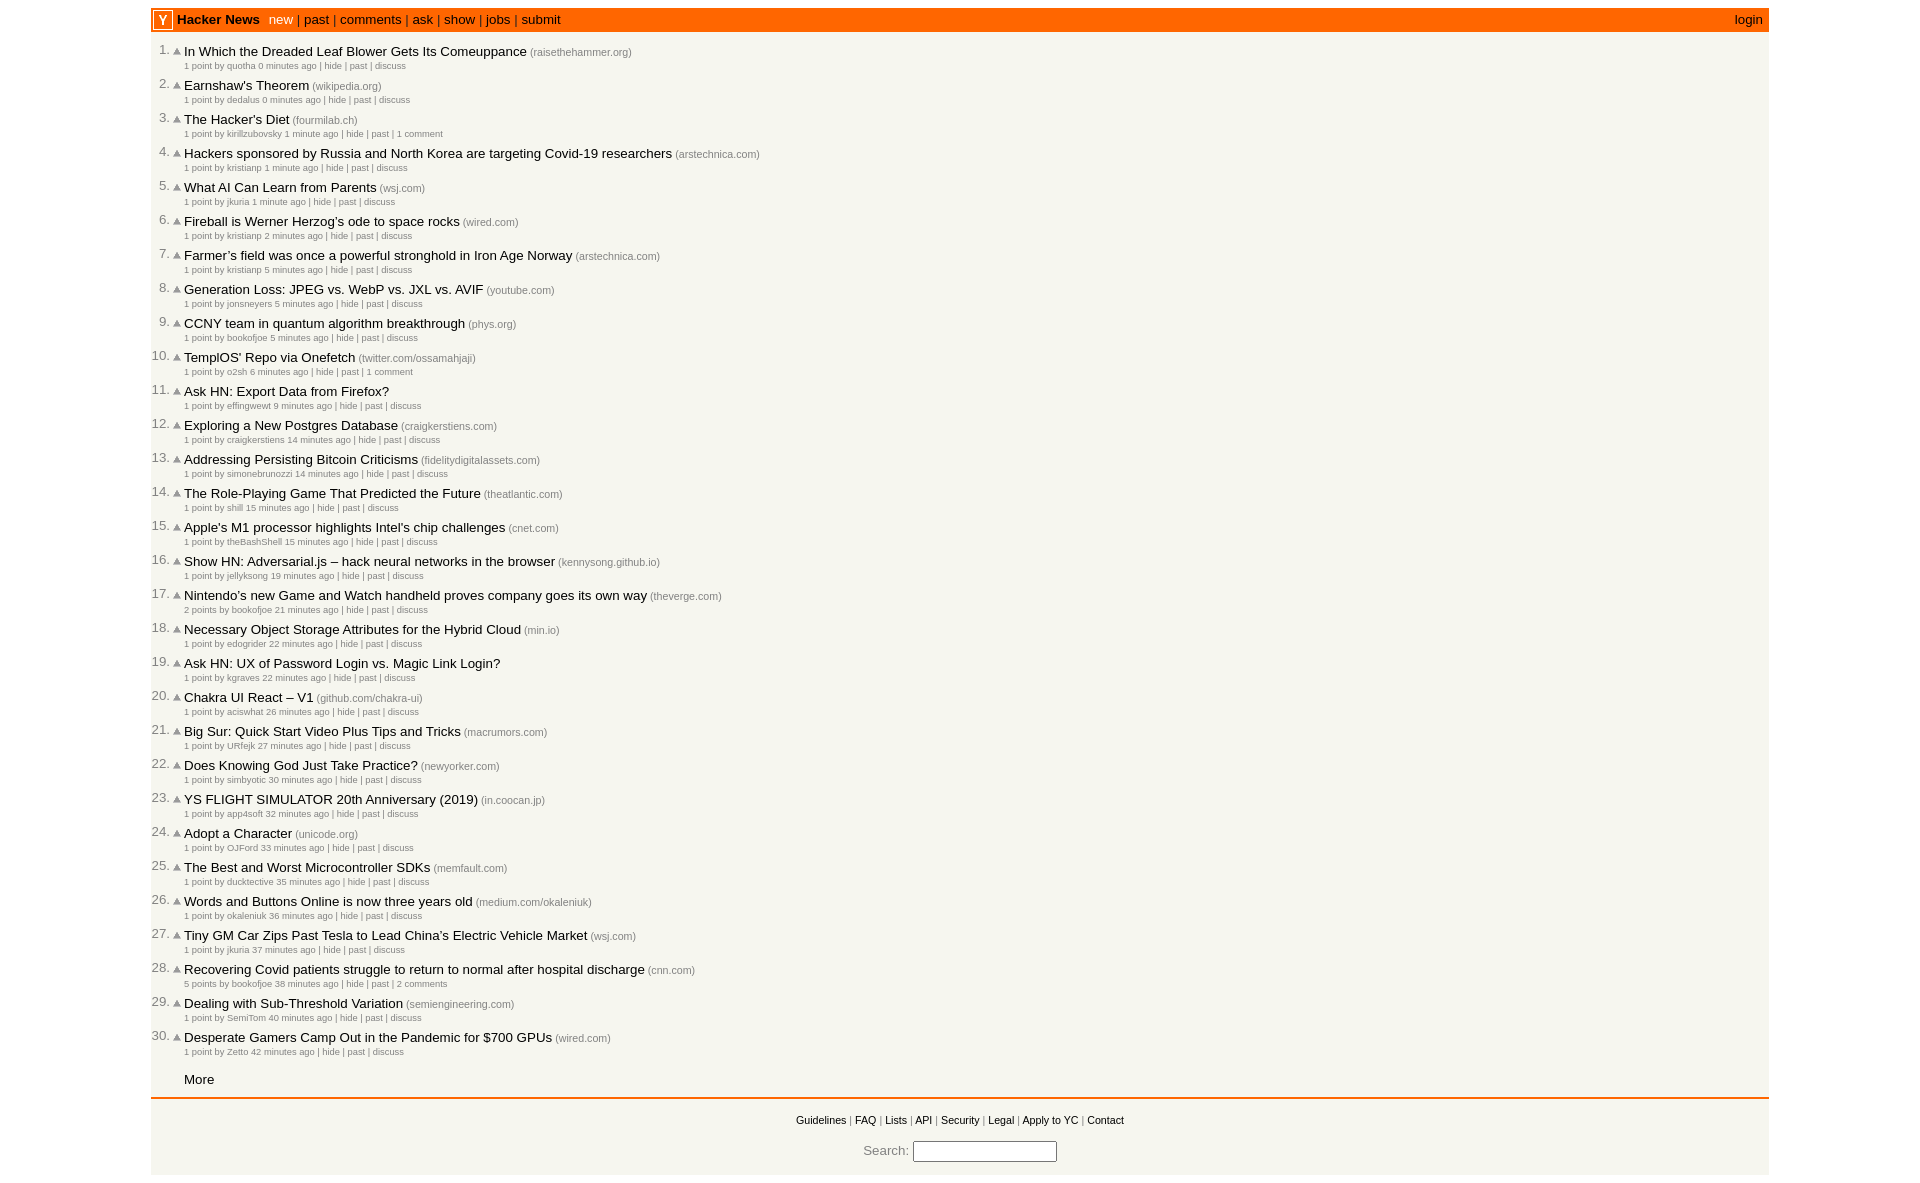 Y Hacker News new | past | comments | ask | show | jobs | submit login
1. In Which the Dreaded Leaf Blower Gets Its Comeuppance (raisethehammer.org)
1 point by quotha 0 minutes ago | hide | past | discuss
2. Earnshaw's Theorem (wikipedia.org)
1 point by dedalus 0 minutes ago | hide | past | discuss
3. The Hacker's Diet (fourmilab.ch)
1 point by kirillzubovsky 1 minute ago | hide | past | 1 comment
4. Hackers sponsored by Russia and North Korea are targeting Covid-19 researchers (arstechnica.com)
1 point by kristianp 1 minute ago | hide | past | discuss
5. What AI Can Learn from Parents (wsj.com)
1 point by jkuria 1 minute ago | hide | past | discuss
6. Fireball is Werner Herzog’s ode to space rocks (wired.com)
1 point by kristianp 2 minutes ago | hide | past | discuss
7. Farmer’s field was once a powerful stronghold in Iron Age Norway (arstechnica.com)
1 point by kristianp 5 minutes ago | hide | past | discuss
8. Generation Loss: JPEG vs. WebP vs. JXL vs. AVIF (youtube.com)
1 point by jonsneyers 5 minutes ago | hide | past | discuss
9. CCNY team in quantum algorithm breakthrough (phys.org)
1 point by bookofjoe 5 minutes ago | hide | past | discuss
10. TemplOS' Repo via Onefetch (twitter.com/ossamahjaji)
1 point by o2sh 6 minutes ago | hide | past | 1 comment
11. Ask HN: Export Data from Firefox?
1 point by effingwewt 9 minutes ago | hide | past | discuss
12. Exploring a New Postgres Database (craigkerstiens.com)
1 point by craigkerstiens 14 minutes ago | hide | past | discuss
13. Addressing Persisting Bitcoin Criticisms (fidelitydigitalassets.com)
1 point by simonebrunozzi 14 minutes ago | hide | past | discuss
14. The Role-Playing Game That Predicted the Future (theatlantic.com)
1 point by shill 15 minutes ago | hide | past | discuss
15. Apple's M1 processor highlights Intel's chip challenges (cnet.com)
1 point by theBashShell 15 minutes ago | hide | past | discuss
16. Show HN: Adversarial.js – hack neural networks in the browser (kennysong.github.io)
1 point by jellyksong 19 minutes ago | hide | past | discuss
17. Nintendo’s new Game and Watch handheld proves company goes its own way (theverge.com)
2 points by bookofjoe 21 minutes ago | hide | past | discuss
18. Necessary Object Storage Attributes for the Hybrid Cloud (min.io)
1 point by edogrider 22 minutes ago | hide | past | discuss
19. Ask HN: UX of Password Login vs. Magic Link Login?
1 point by kgraves 22 minutes ago | hide | past | discuss
20. Chakra UI React – V1 (github.com/chakra-ui)
1 point by aciswhat 26 minutes ago | hide | past | discuss
21. Big Sur: Quick Start Video Plus Tips and Tricks (macrumors.com)
1 point by URfejk 27 minutes ago | hide | past | discuss
22. Does Knowing God Just Take Practice? (newyorker.com)
1 point by simbyotic 30 minutes ago | hide | past | discuss
23. YS FLIGHT SIMULATOR 20th Anniversary (2019) (in.coocan.jp)
1 point by app4soft 32 minutes ago | hide | past | discuss
24. Adopt a Character (unicode.org)
1 point by OJFord 33 minutes ago | hide | past | discuss
25. The Best and Worst Microcontroller SDKs (memfault.com)
1 point by ducktective 35 minutes ago | hide | past | discuss
26. Words and Buttons Online is now three years old (medium.com/okaleniuk)
1 point by okaleniuk 36 minutes ago | hide | past | discuss
27. Tiny GM Car Zips Past Tesla to Lead China’s Electric Vehicle Market (wsj.com)
1 point by jkuria 37 minutes ago | hide | past | discuss
28. Recovering Covid patients struggle to return to normal after hospital discharge (cnn.com)
5 points by bookofjoe 38 minutes ago | hide | past | 2 comments
29. Dealing with Sub-Threshold Variation (semiengineering.com)
1 point by SemiTom 40 minutes ago | hide | past | discuss
30. Desperate Gamers Camp Out in the Pandemic for $700 GPUs (wired.com)
1 point by Zetto 42 minutes ago | hide | past | discuss
More
Guidelines | FAQ | Lists | API | Security | Legal | Apply to YC | Contact
Search: